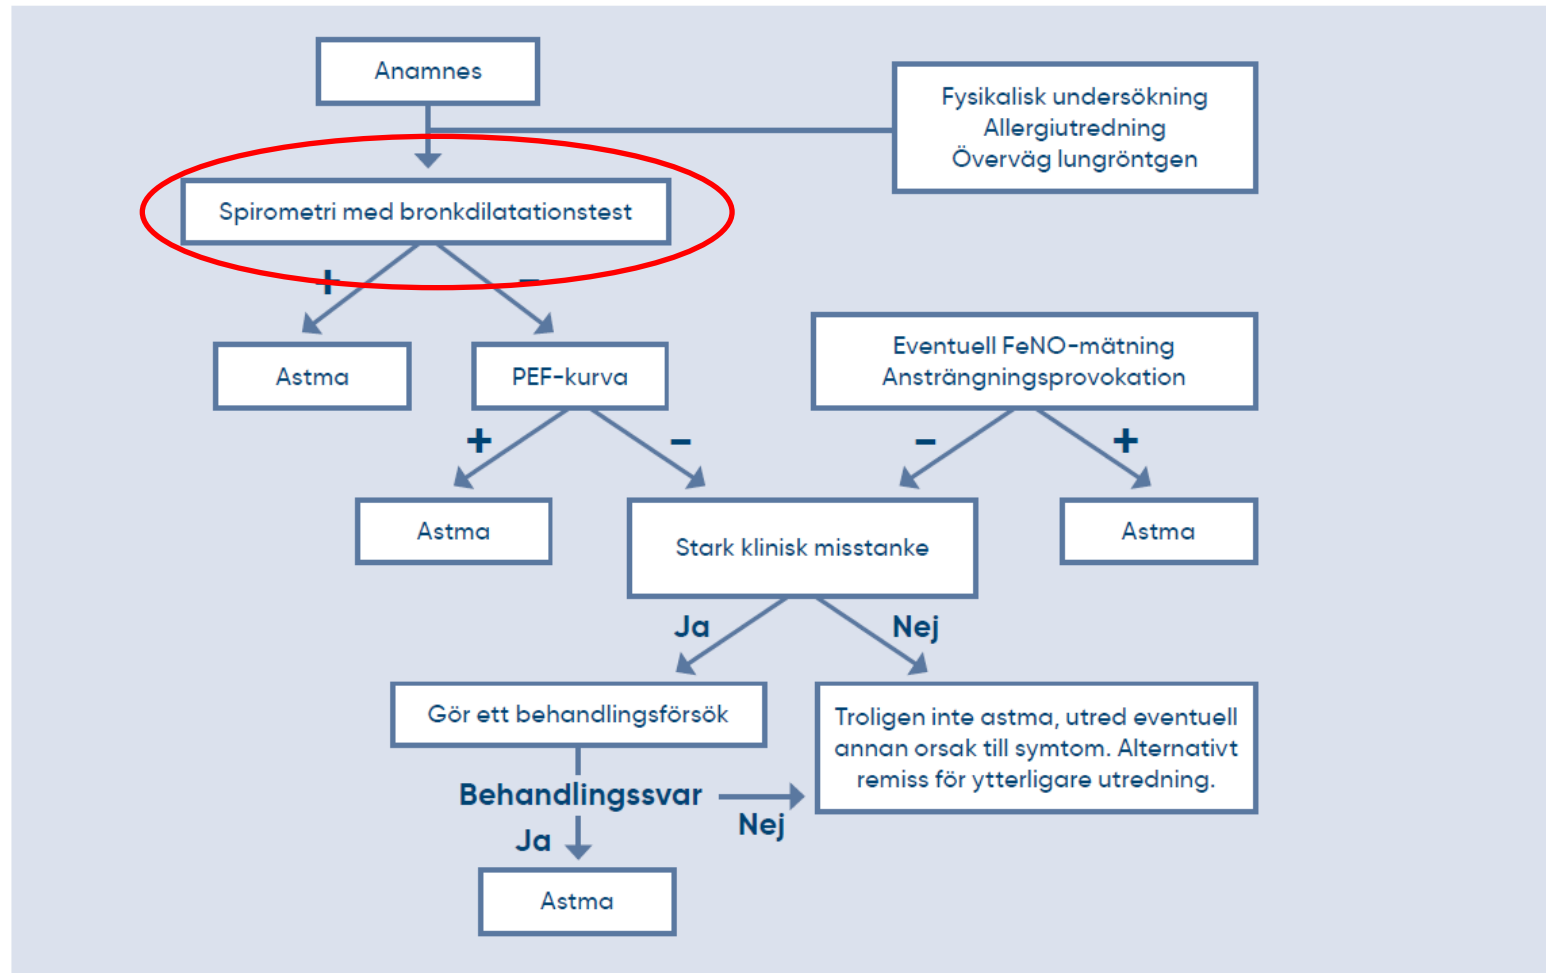 Anamnes
Fysikalisk undersökning
Allergiutredning
Överväg lungröntgen
Spirometri med bronkdilatationstest
+
–
Astma
PEF-kurva
Eventuell FeNO-mätning
Ansträngningsprovokation
+
–
–
+
Astma
Stark klinisk misstanke
Astma
Ja
Nej
Gör ett behandlingsförsök
Troligen inte astma, utred eventuell
annan orsak till symtom. Alternativt
remiss för ytterligare utredning.
Behandlingssvar
Nej
Ja
Astma